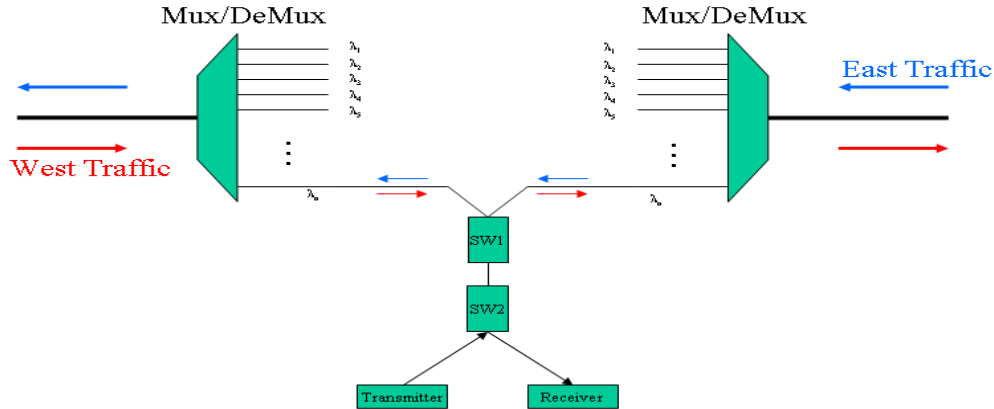 Mux/DeMux
Mux/DeMux
λ₁
λ₂
λ₃
λ₄
λ₅
λ₁
λ₂
λ₃
λ₄
λ₅
East Traffic
West Traffic
λₙ
λₙ
SW1
SW2
Transmitter
Receiver